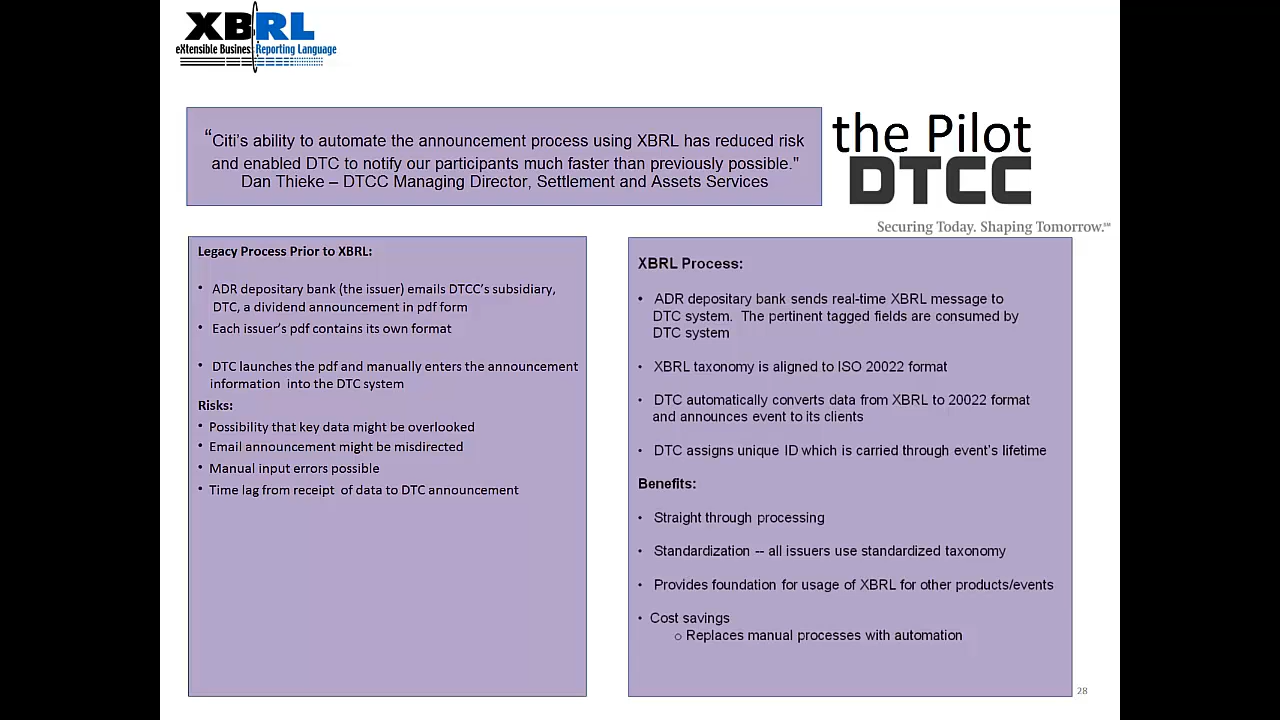 XBRL
eXtensible Business Reporting Language
“Citi's ability to automate the announcement process using XBRL has reduced risk
and enabled DTC to notify our participants much faster than previously possible."
Dan Thieke – DTCC Managing Director, Settlement and Assets Services
the Pilot
DTCC
Securing Today. Shaping Tomorrow.℠
Legacy Process Prior to XBRL:
• ADR depositary bank (the issuer) emails DTCC's subsidiary,
DTC, a dividend announcement in pdf form
• Each issuer's pdf contains its own format
• DTC launches the pdf and manually enters the announcement
information into the DTC system
Risks:
• Possibility that key data might be overlooked
• Email announcement might be misdirected
• Manual input errors possible
• Time lag from receipt of data to DTC announcement
XBRL Process:
• ADR depositary bank sends real-time XBRL message to
DTC system. The pertinent tagged fields are consumed by
DTC system
• XBRL taxonomy is aligned to ISO 20022 format
• DTC automatically converts data from XBRL to 20022 format
and announces event to its clients
• DTC assigns unique ID which is carried through event's lifetime
Benefits:
• Straight through processing
• Standardization -- all issuers use standardized taxonomy
• Provides foundation for usage of XBRL for other products/events
• Cost savings
o Replaces manual processes with automation
28